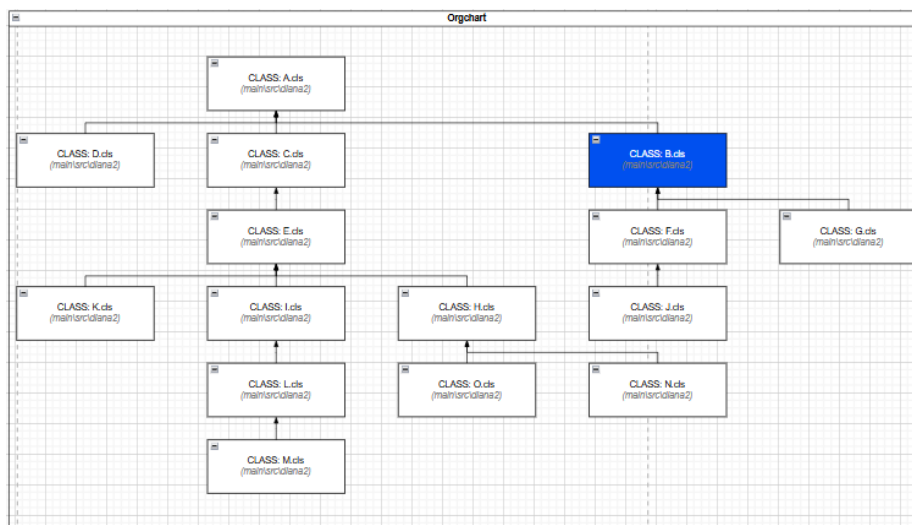 Orgchart
CLASS: A.cls
(main\src\diana2)
CLASS: D.cls
(main\src\diana2)
CLASS: C.cls
(main\src\diana2)
CLASS: B.cls
(main\src\diana2)
CLASS: E.cls
(main\src\diana2)
CLASS: F.cls
(main\src\diana2)
CLASS: G.cls
(main\src\diana2)
CLASS: K.cls
(main\src\diana2)
CLASS: I.cls
(main\src\diana2)
CLASS: H.cls
(main\src\diana2)
CLASS: J.cls
(main\src\diana2)
CLASS: L.cls
(main\src\diana2)
CLASS: O.cls
(main\src\diana2)
CLASS: N.cls
(main\src\diana2)
CLASS: M.cls
(main\src\diana2)